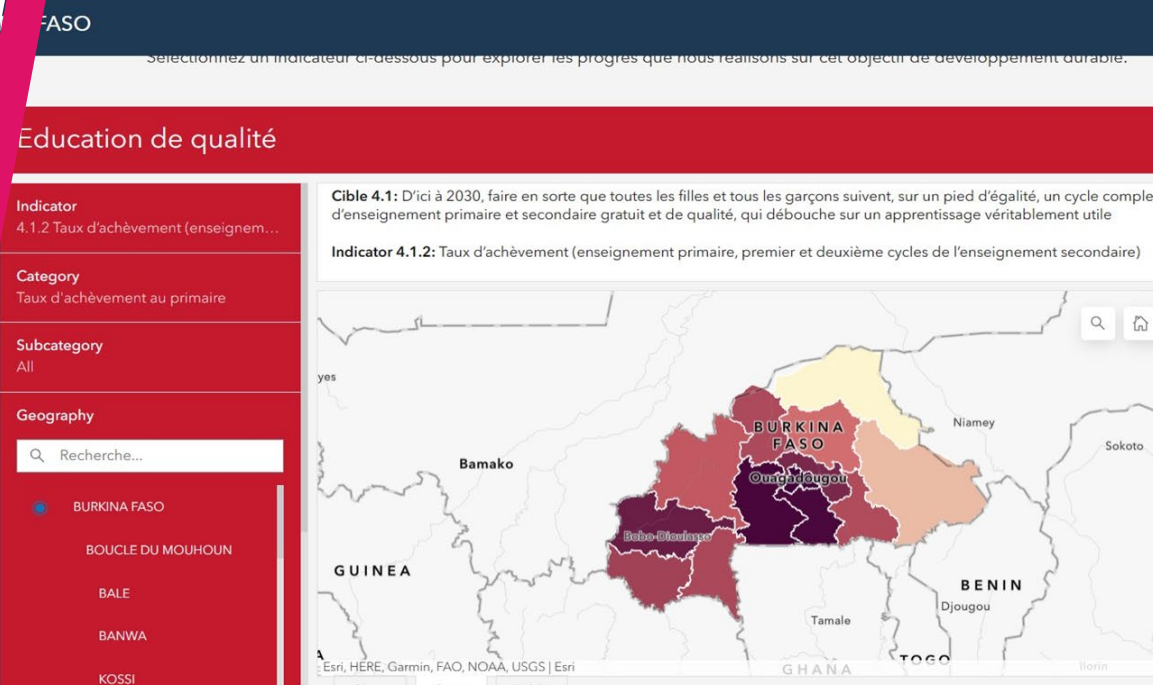 FASO
Sélectionnez un indicateur ci-dessous pour explorer les progrès que nous réalisons sur cet objectif de développement durable.
Education de qualité
Indicator
4.1.2 Taux d'achèvement (enseignem...
Category
Taux d'achèvement au primaire
Subcategory
All
Geography
Recherche...
BURKINA FASO
BOUCLE DU MOUHOUN
BALE
BANWA
KOSSI
Cible 4.1: D'ici à 2030, faire en sorte que toutes les filles et tous les garçons suivent, sur un pied d'égalité, un cycle comple
d'enseignement primaire et secondaire gratuit et de qualité, qui débouche sur un apprentissage véritablement utile
Indicator 4.1.2: Taux d'achèvement (enseignement primaire, premier et deuxième cycles de l'enseignement secondaire)
yes
Niamey
BURKINA
FASO
Sokoto
Bamako
Ouagadougou
Bobo-Dioulasso
GUINEA
BENIN
Djougou
Tamale
TOGO
GHANA
Ilorin
Esri, HERE, Garmin, FAO, NOAA, USGS | Esri